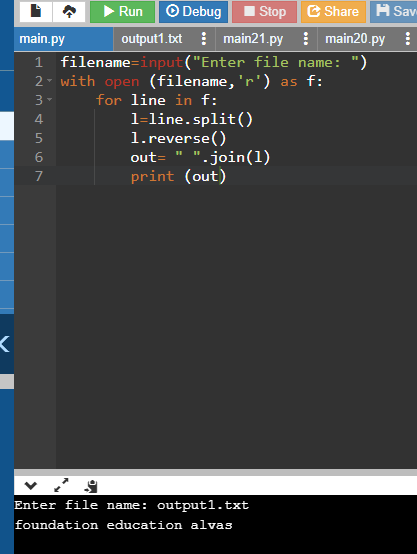 Run Debug Stop Share Save
main.py output1.txt main21.py main20.py
1 filename=input("Enter file name: ")
2 with open (filename,'r') as f:
3 for line in f:
4 l=line.split()
5 l.reverse()
6 out= " ".join(l)
7 print (out)
Enter file name: output1.txt
foundation education alvas